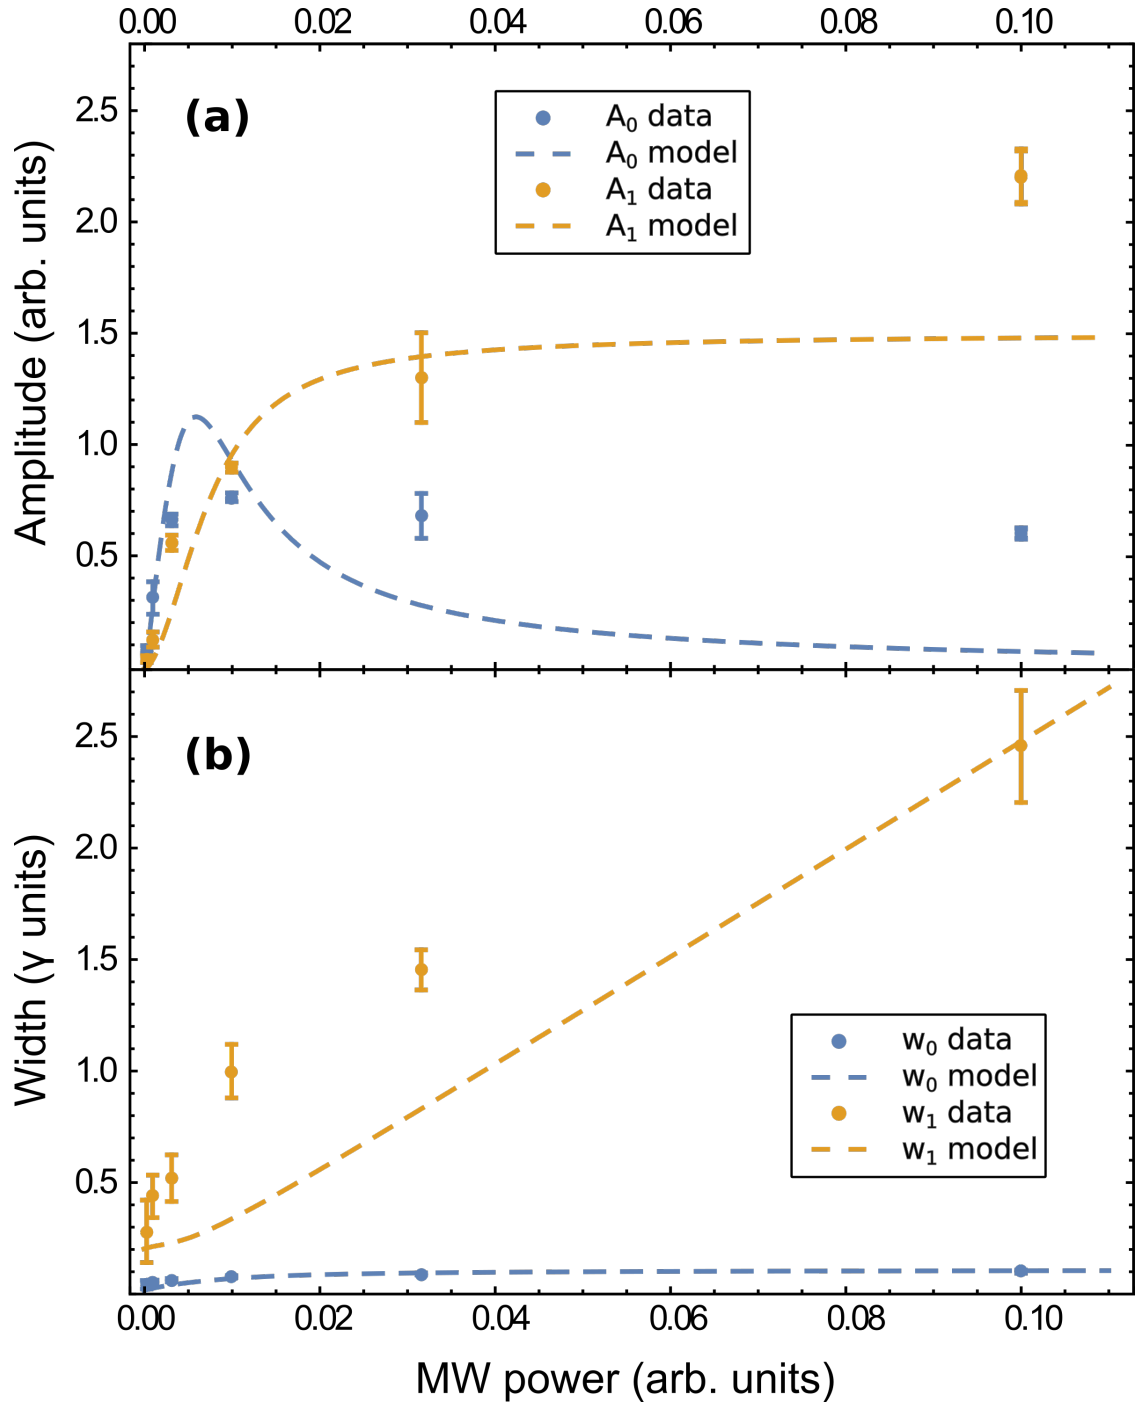 0.00 0.02 0.04 0.06 0.08 0.10
(a)
A₀ data
A₀ model
A₁ data
A₁ model
2.5
2.0
1.5
1.0
0.5
Amplitude (arb. units)
(b)
2.5
2.0
1.5
1.0
0.5
Width (γ units)
w₀ data
w₀ model
w₁ data
w₁ model
0.00 0.02 0.04 0.06 0.08 0.10
MW power (arb. units)